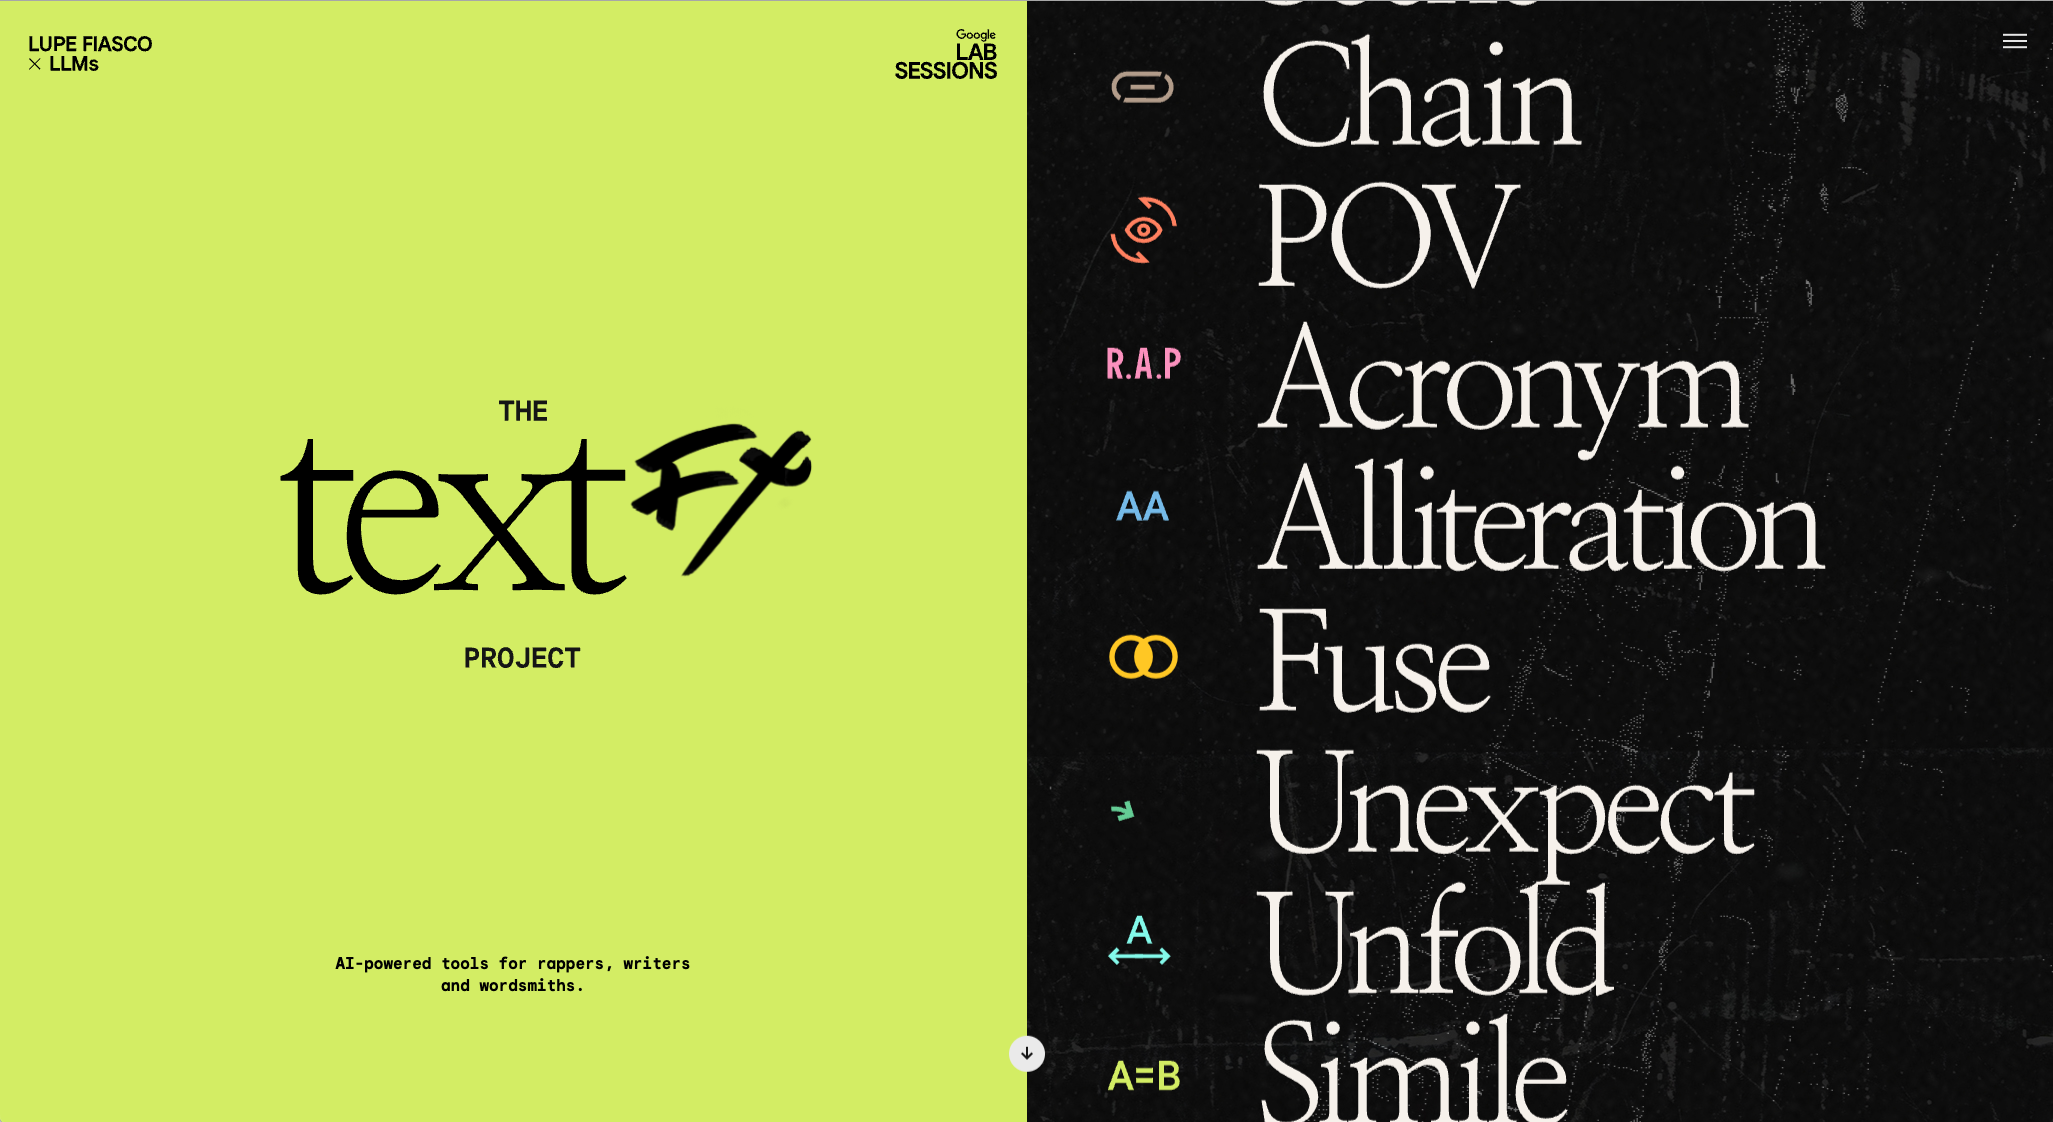 LUPE FIASCO
× LLMs
Google
LAB
SESSIONS
THE
textFX
PROJECT
AI-powered tools for rappers, writers
and wordsmiths.
Chain
POV
R.A.P Acronym
AA Alliteration
Fuse
Unexpect
A Unfold
A=B Simile